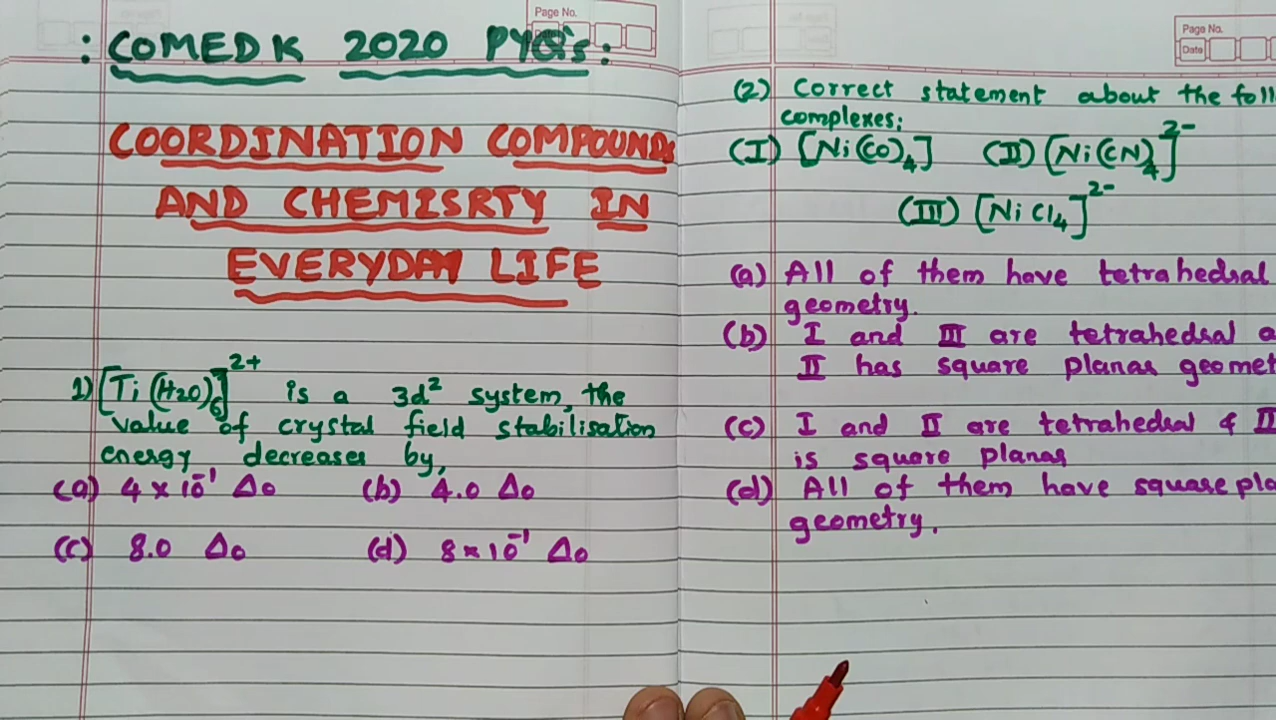 Page No.
: COMEDK 2020 PYQ's :
COORDINATION COMPOUNDS
AND CHEMISRTY IN
EVERYDAY LIFE
1) [Ti(H2O)6]2+ is a 3d2 system, the
value of crystal field stabilisation
energy decreases by,
(a) 4 × 10-1 Δo (b) 4.0 Δo
(c) 8.0 Δo (d) 8 × 10-1 Δo
Page No.
Date
(2) Correct statement about the foll
complexes;
(I) [Ni(CO)4] (II) [Ni(CN)4]2-
(III) [NiCl4]2-
(a) All of them have tetrahedral
geometry.
(b) I and III are tetrahedral a
II has square planar geomet
(c) I and II are tetrahedral & II
is square planar
(d) All of them have square pla
geometry.